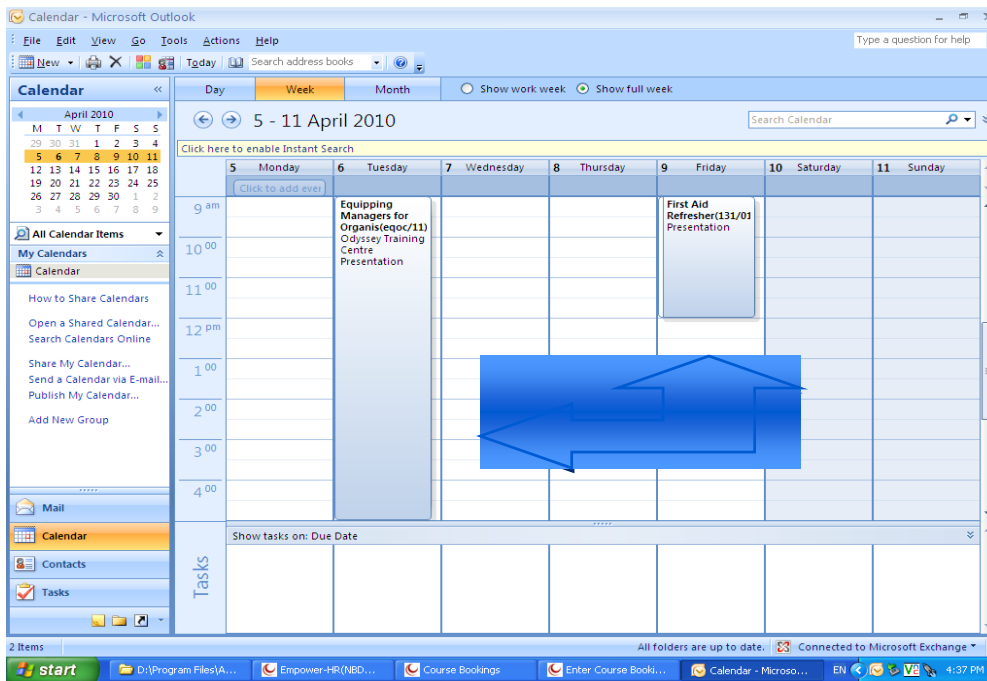 Calendar - Microsoft Outlook
File Edit View Go Tools Actions Help
Type a question for help
New Today Search address books
Calendar «
Day Week Month Show work week Show full week
April 2010
M T W T F S S
29 30 31 1 2 3 4
5 6 7 8 9 10 11
12 13 14 15 16 17 18
19 20 21 22 23 24 25
26 27 28 29 30 1 2
3 4 5 6 7 8 9
5 - 11 April 2010
Search Calendar
Click here to enable Instant Search
5 Monday 6 Tuesday 7 Wednesday 8 Thursday 9 Friday 10 Saturday 11 Sunday
Click to add ever
All Calendar Items
My Calendars
Calendar
How to Share Calendars
Open a Shared Calendar...
Search Calendars Online
Share My Calendar...
Send a Calendar via E-mail...
Publish My Calendar...
Add New Group
9 am
10 00
11 00
12 pm
1 00
2 00
3 00
4 00
Equipping
Managers for
Organis(eqoc/11)
Odyssey Training
Centre
Presentation
First Aid
Refresher(131/01
Presentation
Mail
Calendar
Contacts
Tasks
Show tasks on: Due Date
Tasks
2 Items
All folders are up to date. Connected to Microsoft Exchange
start D:\Program Files\A... Empower-HR(NBD... Course Bookings Enter Course Booki... Calendar - Microso... EN 4:37 PM